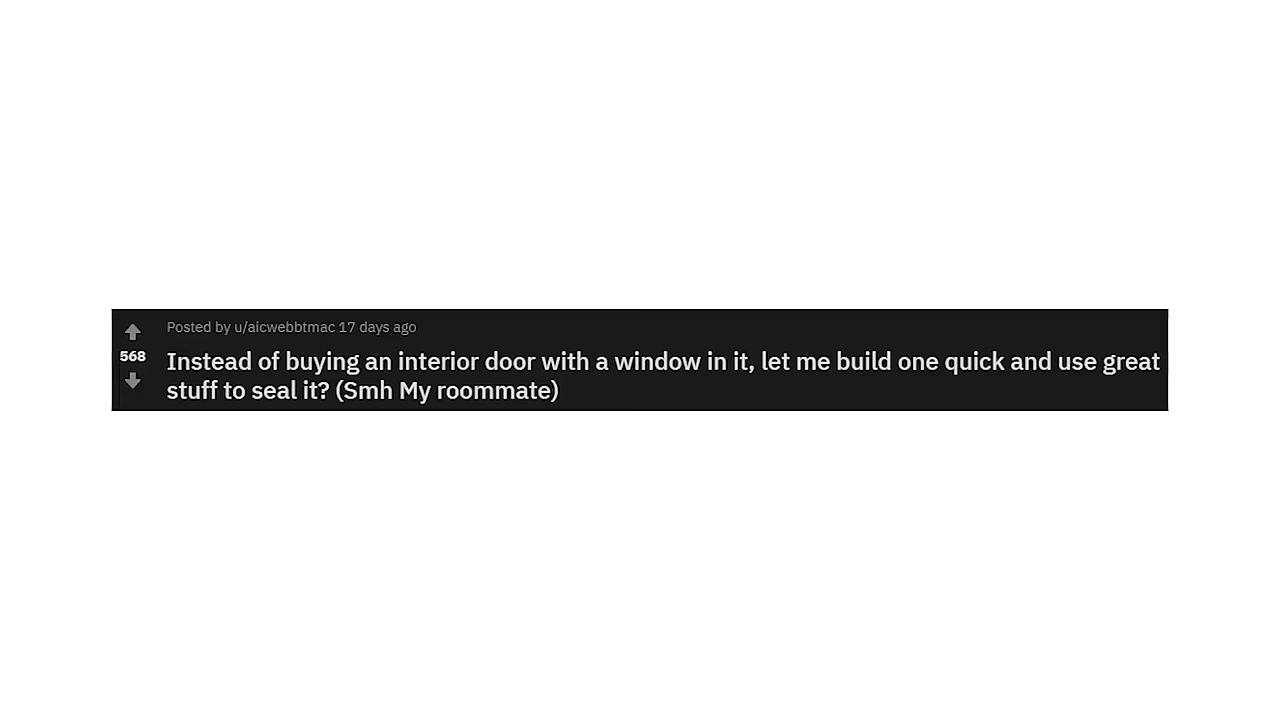 Posted by u/aicwebbtmac 17 days ago
568
Instead of buying an interior door with a window in it, let me build one quick and use great
stuff to seal it? (Smh My roommate)